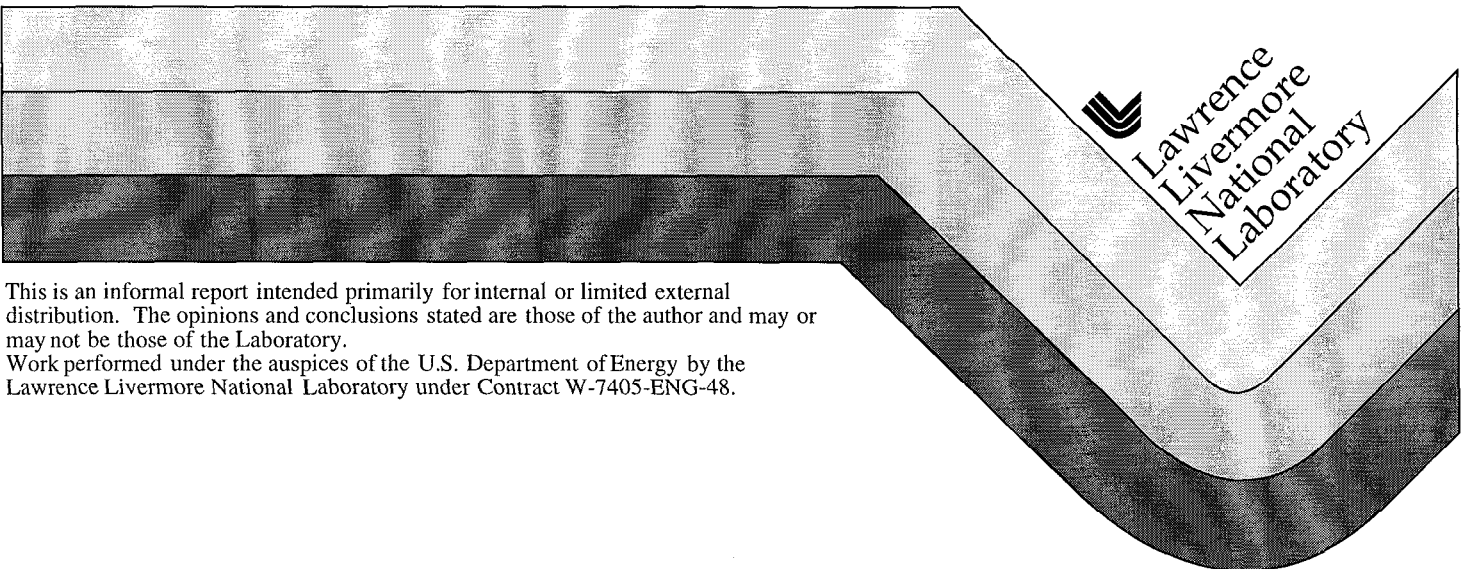 Lawrence
Livermore
National
Laboratory
This is an informal report intended primarily for internal or limited external
distribution. The opinions and conclusions stated are those of the author and may or
may not be those of the Laboratory.
Work performed under the auspices of the U.S. Department of Energy by the
Lawrence Livermore National Laboratory under Contract W-7405-ENG-48.